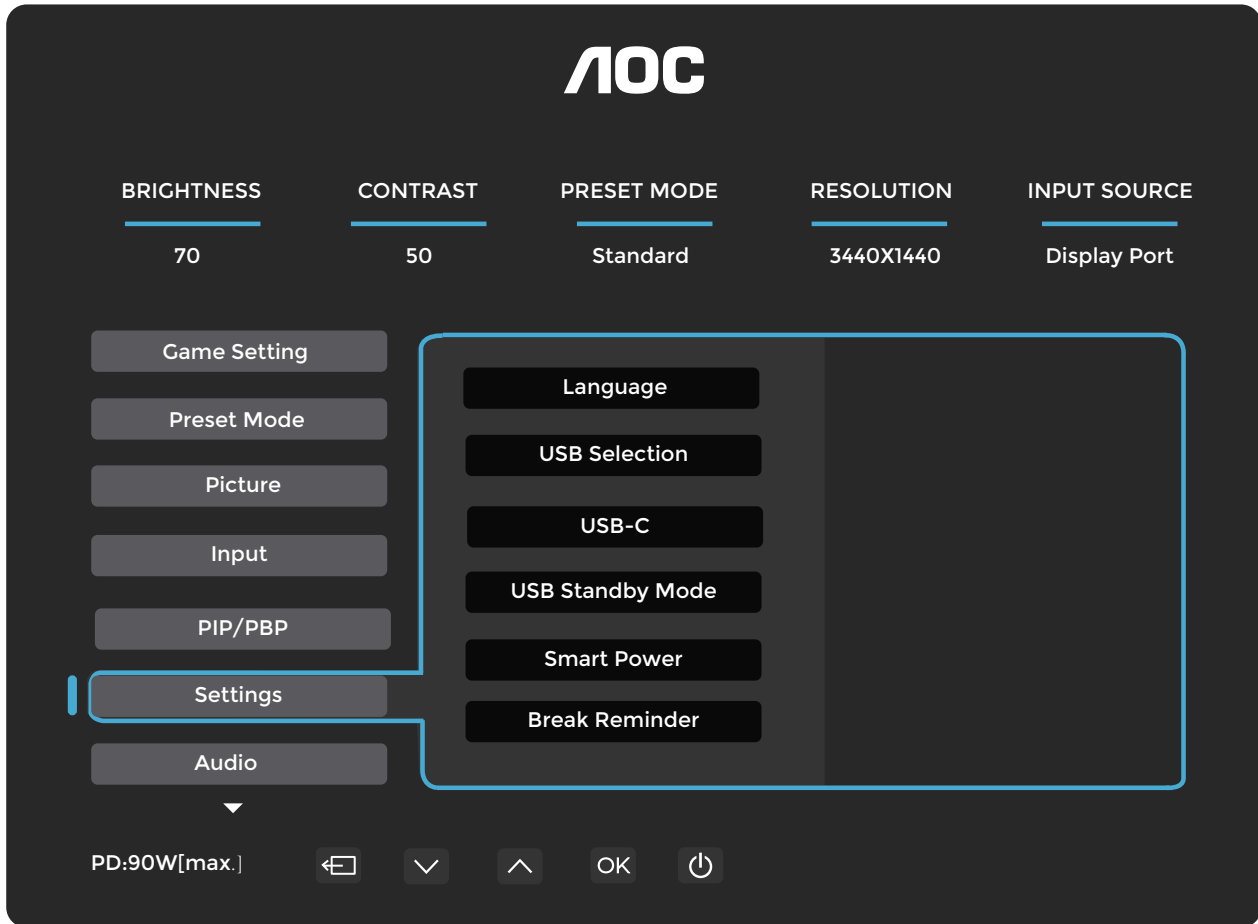 AOC
BRIGHTNESS CONTRAST PRESET MODE RESOLUTION INPUT SOURCE
70 50 Standard 3440X1440 Display Port
Game Setting
Preset Mode
Picture
Input
PIP/PBP
Settings
Audio
Language
USB Selection
USB-C
USB Standby Mode
Smart Power
Break Reminder
PD:90W[max.] OK